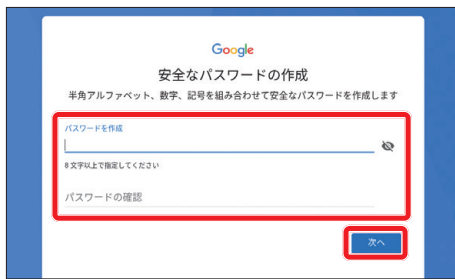 Google
安全なパスワードの作成
半角アルファベット、数字、記号を組み合わせて安全なパスワードを作成します
パスワードを作成
8 文字以上で指定してください
パスワードの確認
次へ